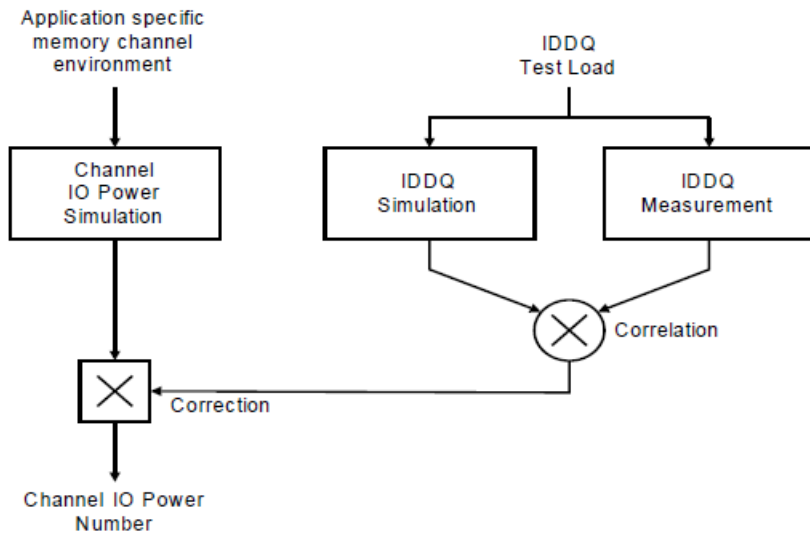 Application specific
memory channel
environment
IDDQ
Test Load
Channel
IO Power
Simulation
IDDQ
Simulation
IDDQ
Measurement
Correlation
Correction
Channel IO Power
Number